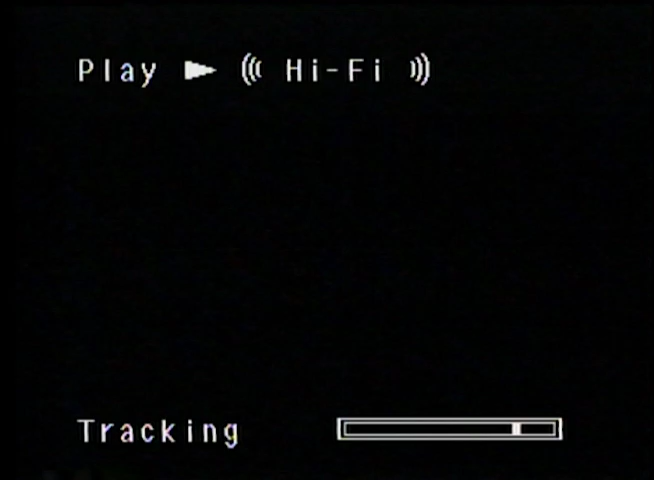 Play ► ((( Hi-Fi )))
Tracking